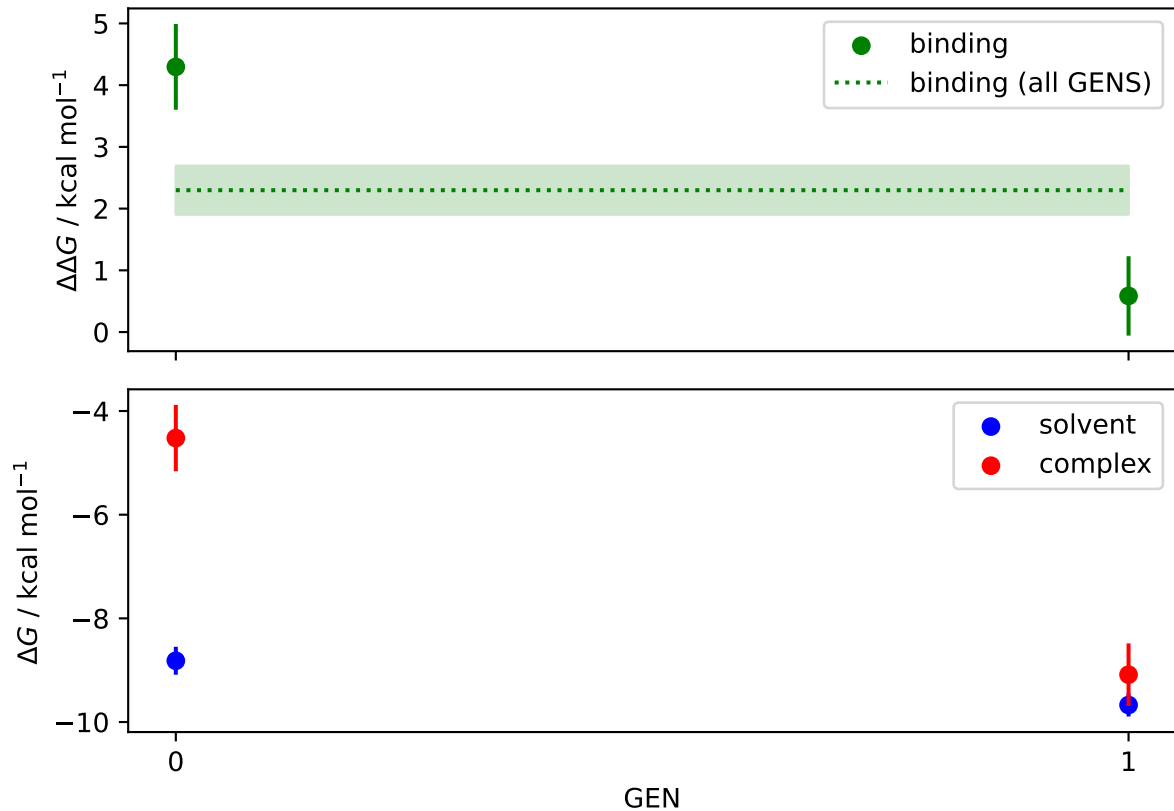 5
4
3
2
1
0
ΔΔG / kcal mol⁻¹
binding
binding (all GENS)
−4
−6
−8
−10
ΔG / kcal mol⁻¹
solvent
complex
0
1
GEN